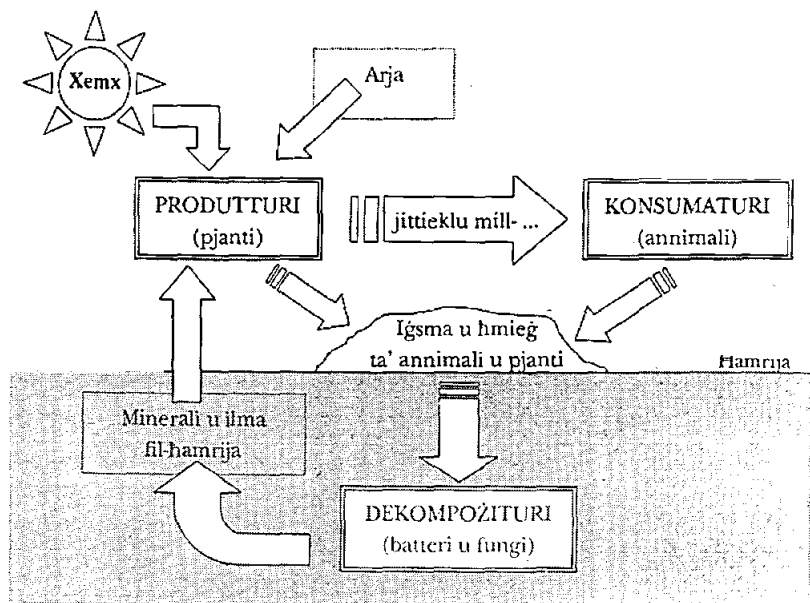 Xemx
Arja
PRODUTTURI
(pjanti)
jittieklu mill- ...
KONSUMATURI
(annimali)
Iġsma u ħmieġ
ta' annimali u pjanti
Ħamrija
Minerali u ilma
fil-ħamrija
DEKOMPOŻITURI
(batteri u fungi)